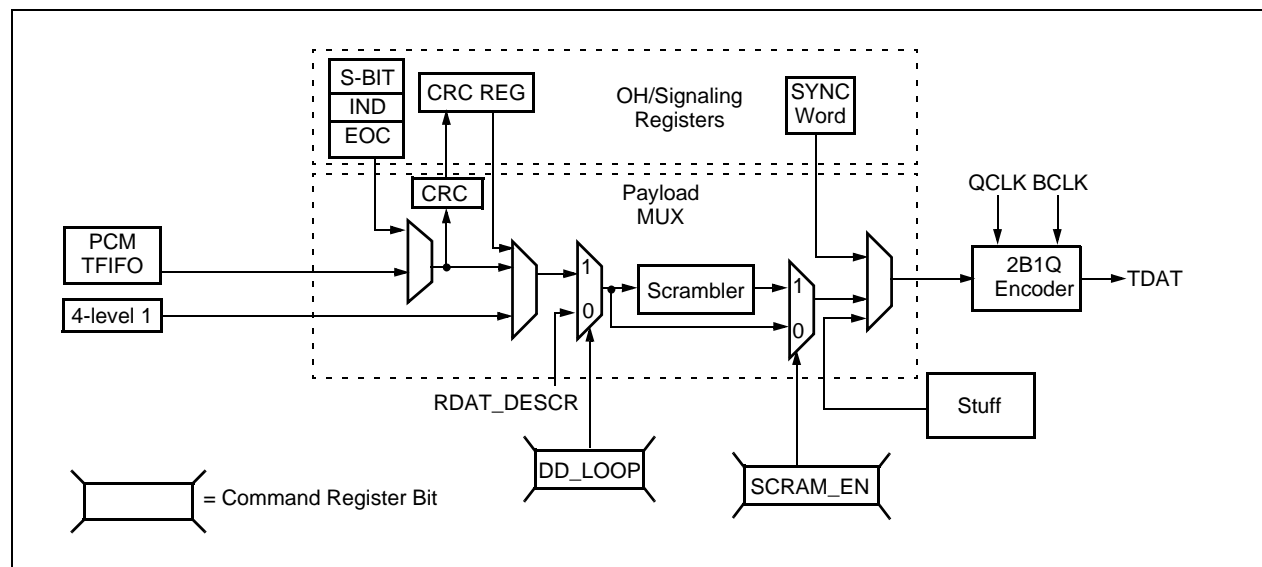 S-BIT
IND
EOC
CRC REG
OH/Signaling
Registers
SYNC
Word
CRC
Payload
MUX
QCLK BCLK
PCM
TFIFO
4-level 1
1
0
Scrambler
1
0
2B1Q
Encoder
TDAT
RDAT_DESCR
Stuff
DD_LOOP
SCRAM_EN
= Command Register Bit